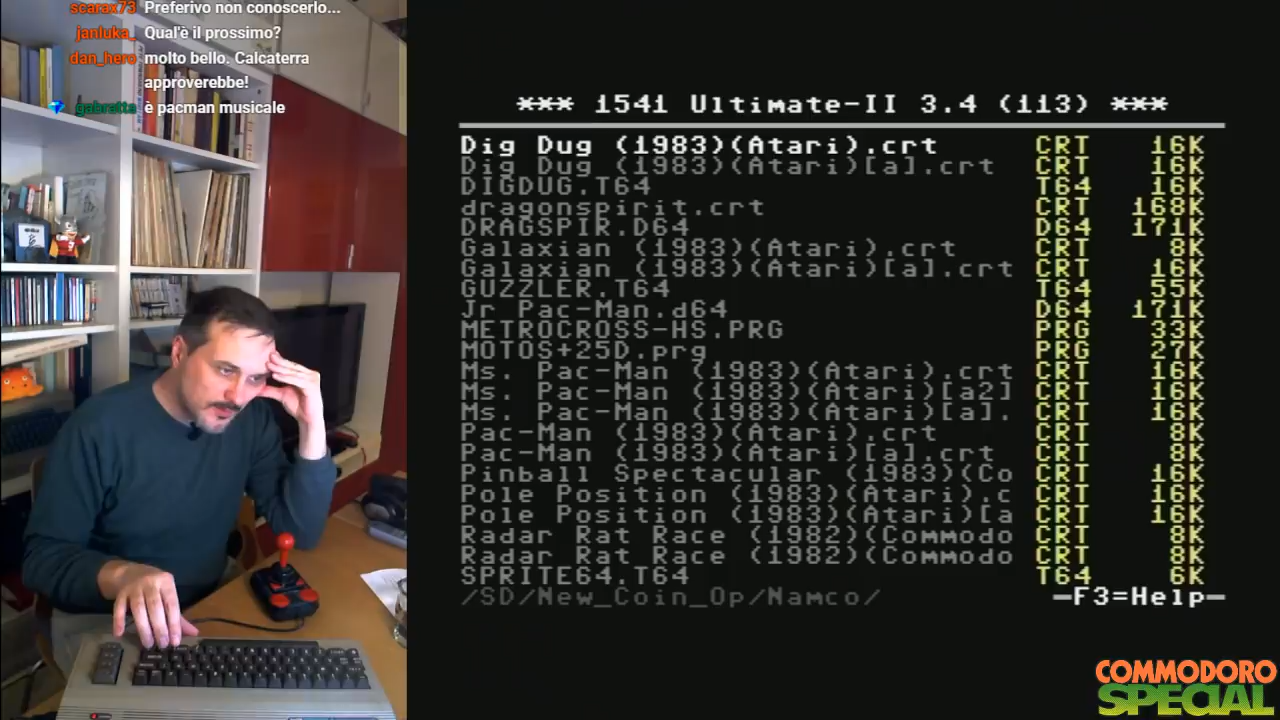 scarax73 Preferivo non conoscerlo...
janluka_ Qual'è il prossimo?
dan_hero molto bello. Calcaterra
approverebbe!
gabratta è pacman musicale
*** 1541 Ultimate-II 3.4 (113) ***
Dig Dug (1983)(Atari).crt CRT 16K
Dig Dug (1983)(Atari)[a].crt CRT 16K
DIGDUG.T64 T64 16K
dragonspirit.crt CRT 168K
DRAGSPIR.D64 D64 171K
Galaxian (1983)(Atari).crt CRT 8K
Galaxian (1983)(Atari)[a].crt CRT 16K
GUZZLER.T64 T64 55K
Jr Pac-Man.d64 D64 171K
METROCROSS-HS.PRG PRG 33K
MOTOS+25D.prg PRG 27K
Ms. Pac-Man (1983)(Atari).crt CRT 16K
Ms. Pac-Man (1983)(Atari)[a2] CRT 16K
Ms. Pac-Man (1983)(Atari)[a]. CRT 16K
Pac-Man (1983)(Atari).crt CRT 8K
Pac-Man (1983)(Atari)[a].crt CRT 8K
Pinball Spectacular (1983)(Co CRT 16K
Pole Position (1983)(Atari).c CRT 16K
Pole Position (1983)(Atari)[a CRT 16K
Radar Rat Race (1982)(Commodo CRT 8K
Radar Rat Race (1982)(Commodo CRT 8K
SPRITE64.T64 T64 6K
/SD/New_Coin_Op/Namco/ —F3=Help—
COMMODORO
SPECIAL